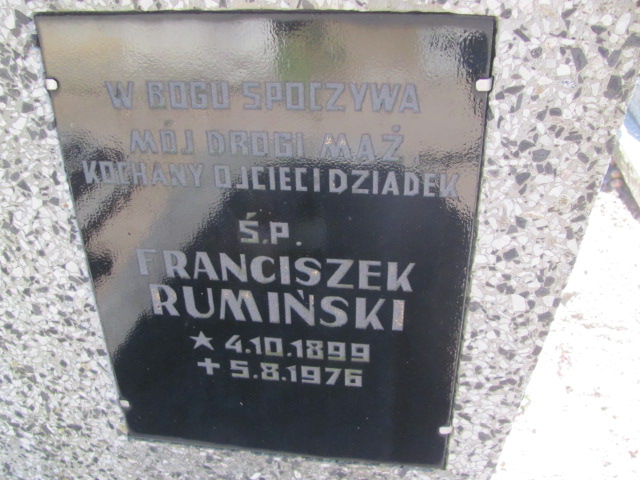 W BOGU SPOCZYWA
MÓJ DROGI MĄŻ
KOCHANY OJCIEC I DZIADEK
Ś.P.
FRANCISZEK
RUMIŃSKI
★ 4.10.1899
+ 5.8.1976